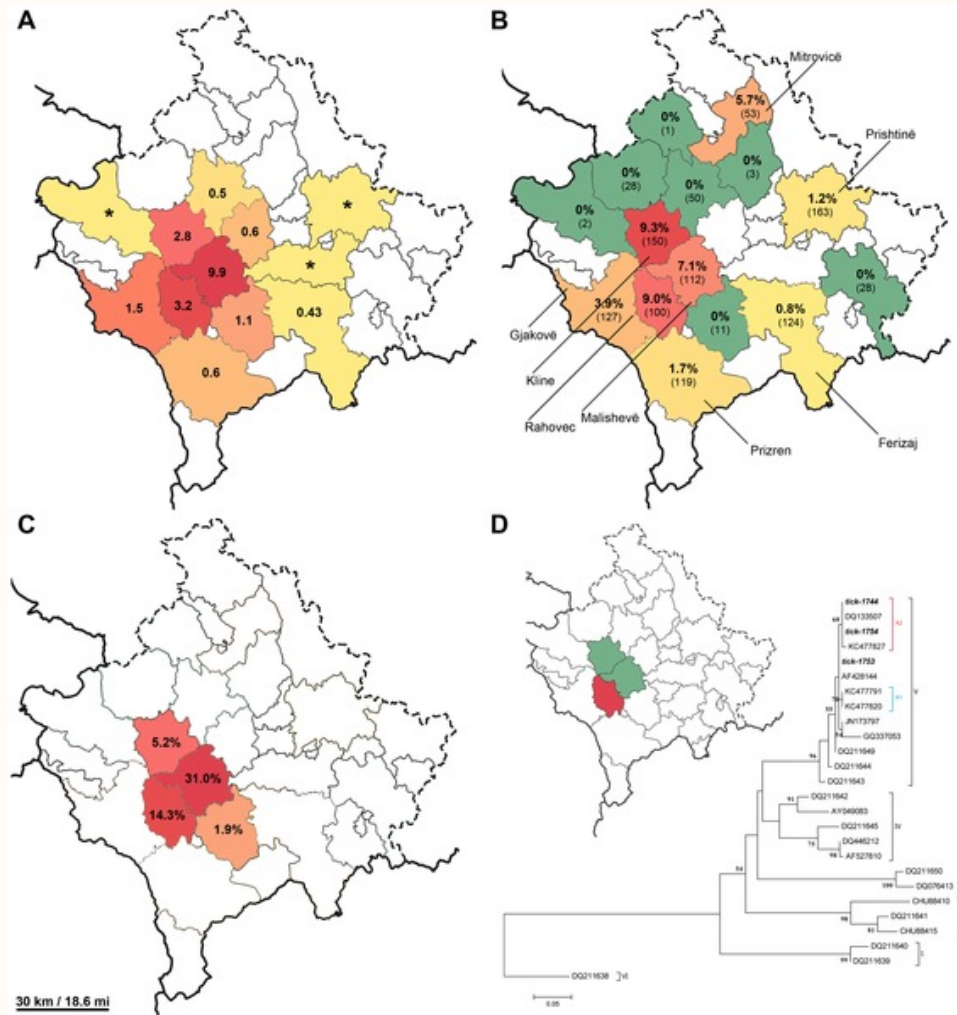 A
*
0.5
*
2.8
0.6
9.9
*
1.5
3.2
1.1
0.43
0.6
B
Mitrovicë
5.7%
(53)
0%
(1)
Prishtinë
0%
(3)
0%
(28)
0%
(50)
1.2%
(163)
0%
(2)
9.3%
(150)
7.1%
(112)
0%
(28)
3.9%
(127)
9.0%
(100)
0%
(11)
0.8%
(124)
Gjakovë
1.7%
(119)
Kline
Rahovec
Malishevë
Prizren
Ferizaj
C
5.2%
31.0%
14.3%
1.9%
30 km / 18.6 mi
D
tick-1744
DQ133507
tick-1754
KC477827
tick-1753
AF428144
KC477791
KC477820
JN173797
GQ337053
DQ211649
DQ211644
DQ211643
V
DQ211642
AY049083
DQ211645
DQ446212
AF527810
IV
DQ211650
DQ076413
CHU88410
DQ211641
CHU88415
DQ211640
DQ211639
I
DQ211638
VI
0.05